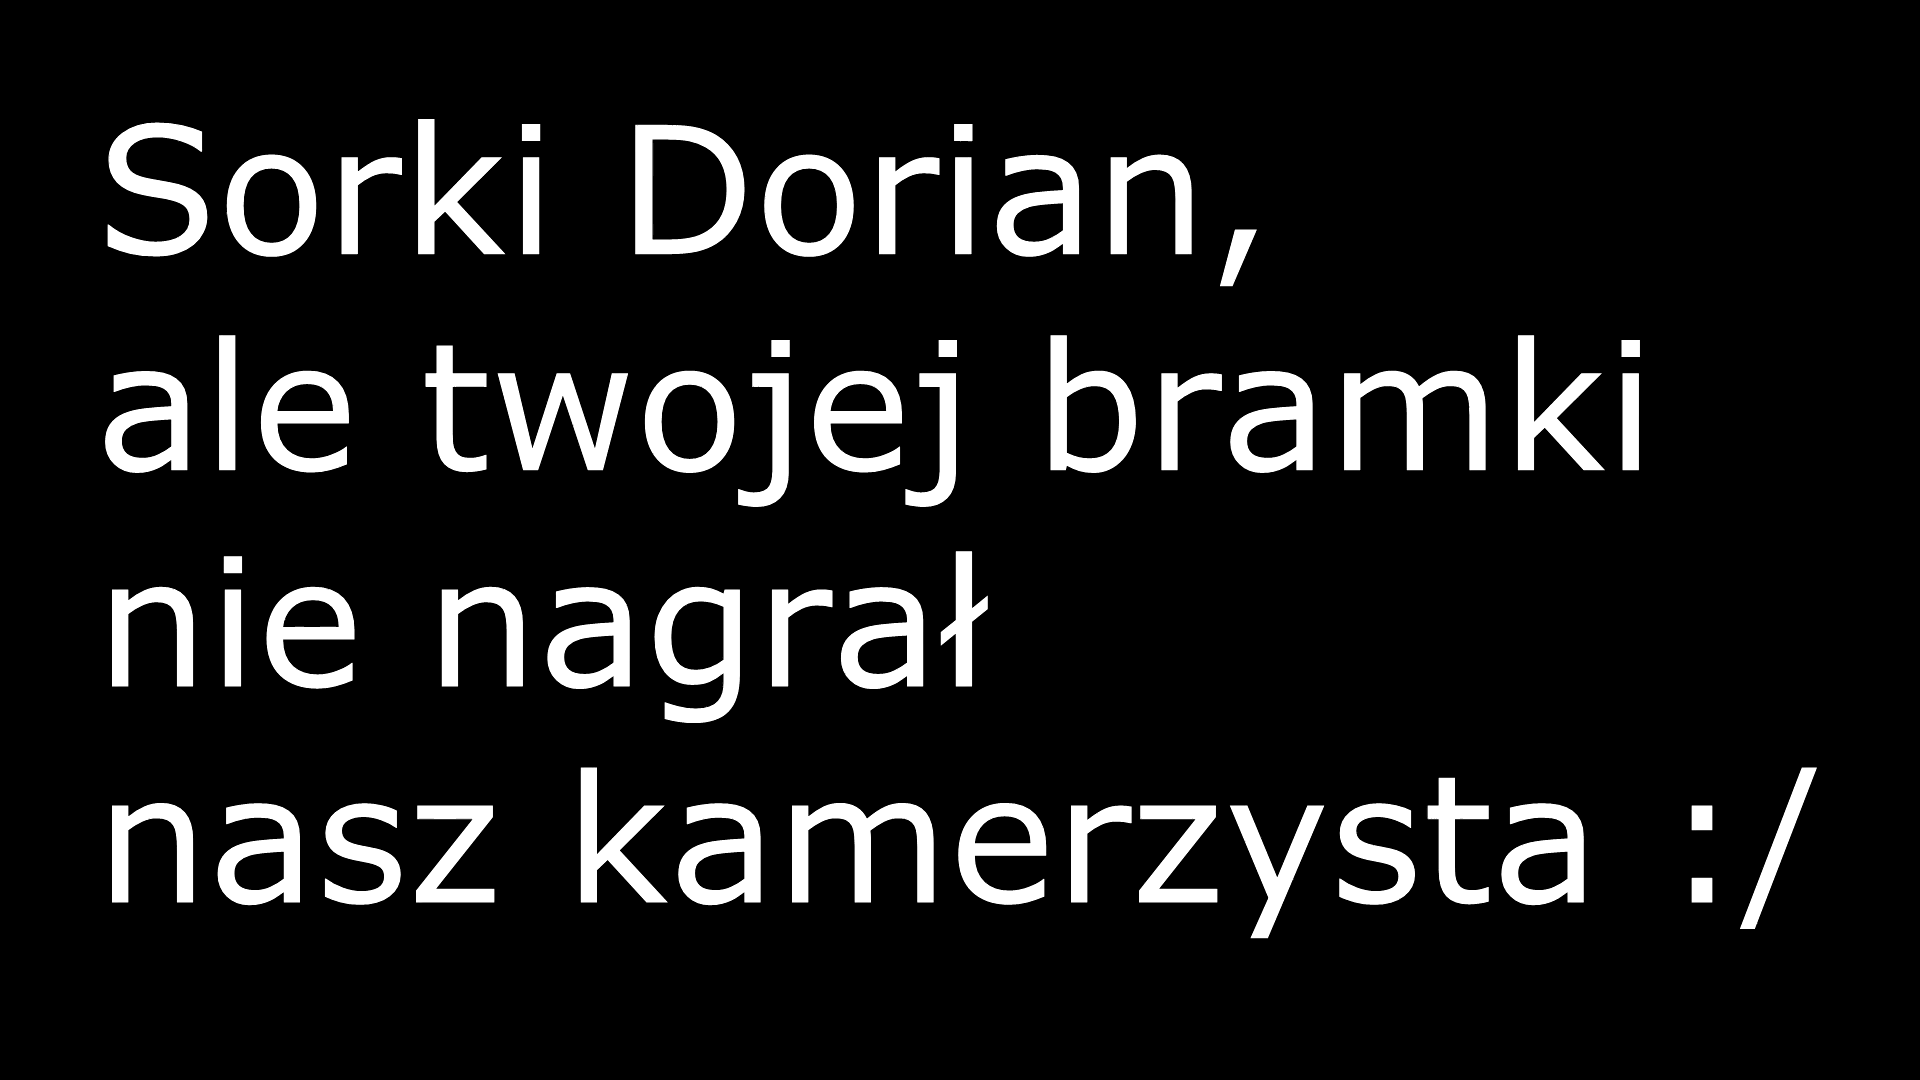 Sorki Dorian,
ale twojej bramki
nie nagrał
nasz kamerzysta :/